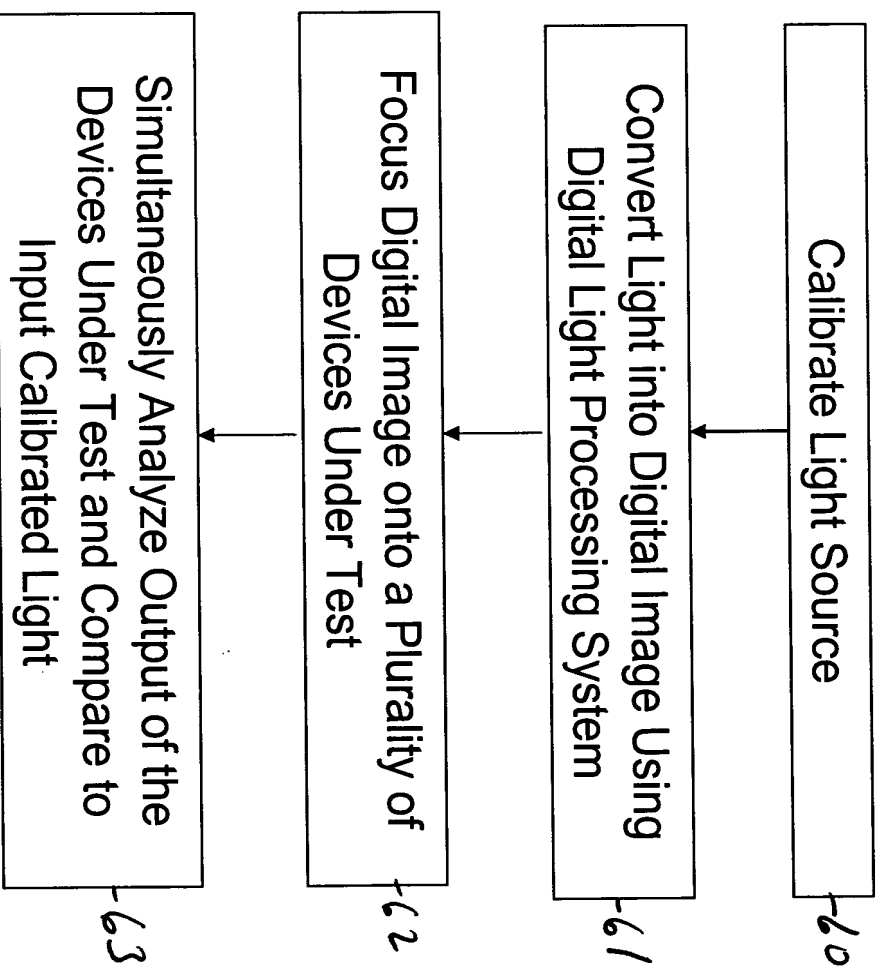 Calibrate Light Source
-60
Convert Light into Digital Image Using
Digital Light Processing System
-61
Focus Digital Image onto a Plurality of
Devices Under Test
-62
Simultaneously Analyze Output of the
Devices Under Test and Compare to
Input Calibrated Light
-63